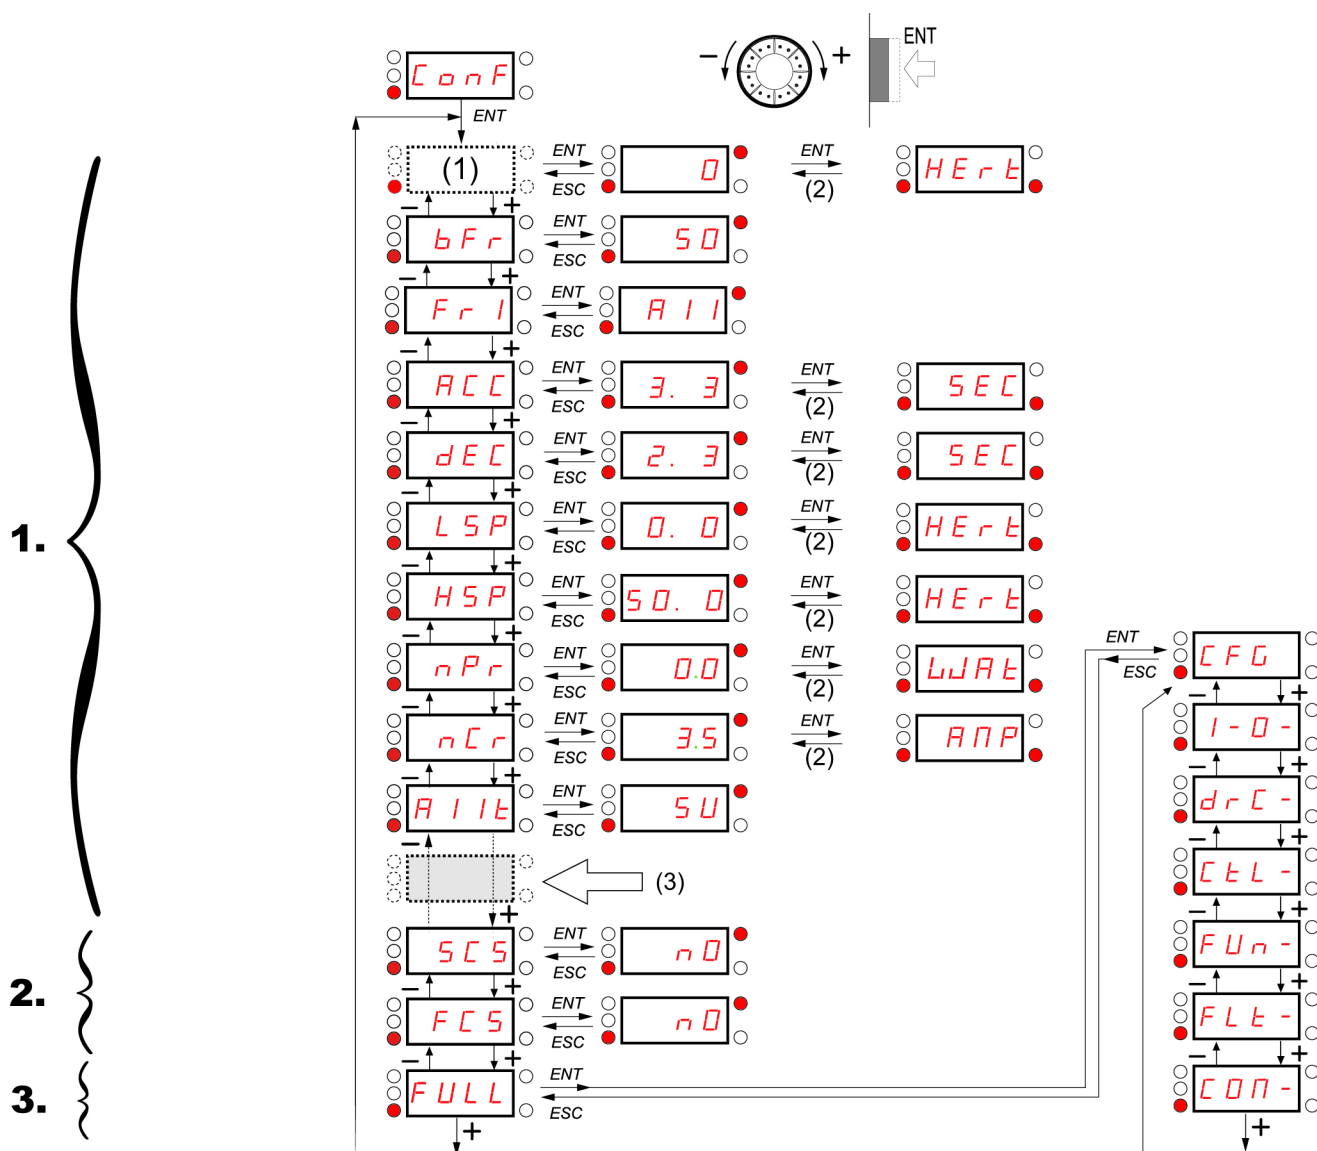 ENT
- +
ConF
ENT
(1) ENT ESC 0 ENT (2) HErt
- +
bFr ENT ESC 50
- +
Fr1 ENT ESC A11
- +
ACC ENT ESC 3. 3 ENT (2) SEC
- +
dEC ENT ESC 2. 3 ENT (2) SEC
- +
LSP ENT ESC 0. 0 ENT (2) HErt
1.
- +
HSP ENT ESC 50. 0 ENT (2) HErt
- +
nPr ENT ESC 0.0 ENT (2) WAt ENT ESC CFG
- +
nCr ENT ESC 3.5 ENT (2) AMP I-O-
- +
A11t ENT ESC 5U drC-
- +
(3) CtL-
- +
SCS ENT ESC nO FUn-
2.
- +
FCS ENT ESC nO FLt-
- +
3. FULL ENT ESC COM-
+ +